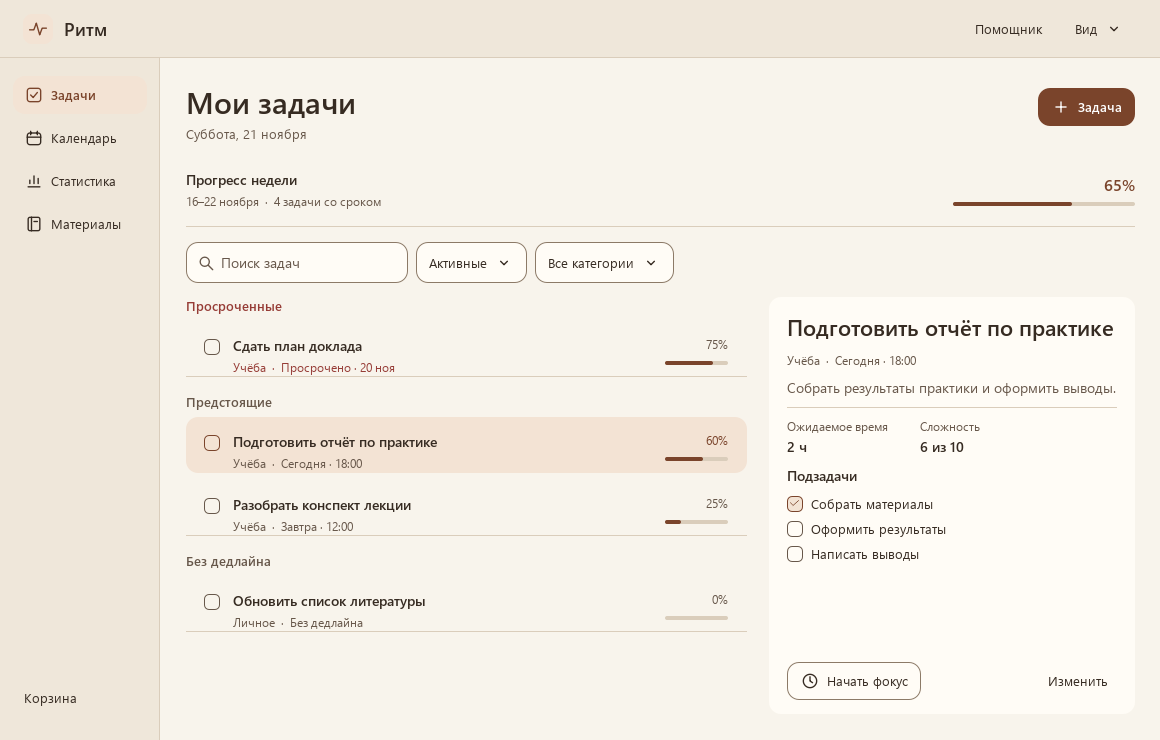 Ритм
Помощник
Вид
Задачи
Календарь
Статистика
Материалы
Корзина
Мои задачи
Суббота, 21 ноября
Задача
Прогресс недели
16–22 ноября · 4 задачи со сроком
65%
Поиск задач
Активные
Все категории
Просроченные
Сдать план доклада
75%
Учёба · Просрочено · 20 ноя
Предстоящие
Подготовить отчёт по практике
60%
Учёба · Сегодня · 18:00
Разобрать конспект лекции
25%
Учёба · Завтра · 12:00
Без дедлайна
Обновить список литературы
0%
Личное · Без дедлайна
Подготовить отчёт по практике
Учёба · Сегодня · 18:00
Собрать результаты практики и оформить выводы.
Ожидаемое время
Сложность
2 ч
6 из 10
Подзадачи
Собрать материалы
Оформить результаты
Написать выводы
Начать фокус
Изменить